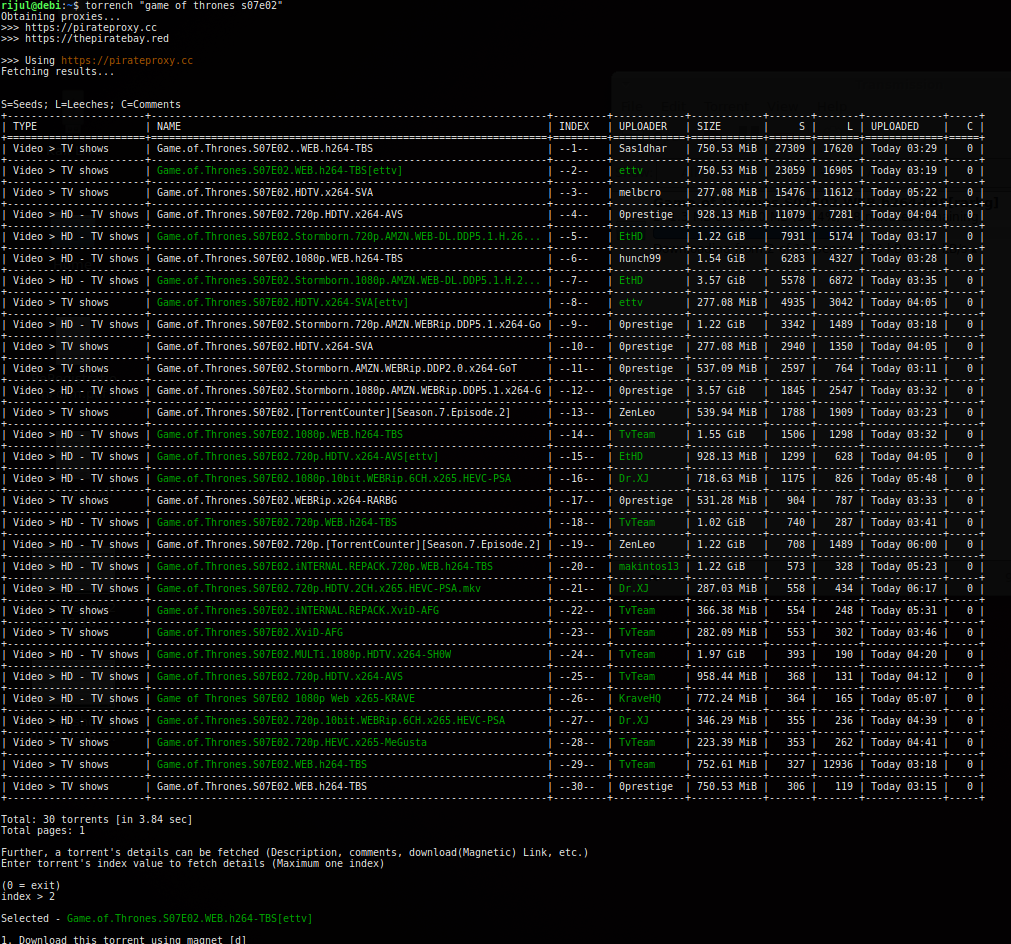 rijul@debi:~$ torrench "game of thrones s07e02"
Obtaining proxies...
>>> https://pirateproxy.cc
>>> https://thepiratebay.red
>>> Using https://pirateproxy.cc
Fetching results...
S=Seeds; L=Leeches; C=Comments
| TYPE | NAME | INDEX | UPLOADER | SIZE | S | L | UPLOADED | C |
| Video > TV shows | Game.of.Thrones.S07E02..WEB.h264-TBS | --1-- | Sas1dhar | 750.53 MiB | 27309 | 17620 | Today 03:29 | 0 |
| Video > TV shows | Game.of.Thrones.S07E02.WEB.h264-TBS[ettv] | --2-- | ettv | 750.53 MiB | 23059 | 16905 | Today 03:19 | 0 |
| Video > TV shows | Game.of.Thrones.S07E02.HDTV.x264-SVA | --3-- | melbcro | 277.08 MiB | 15476 | 11612 | Today 05:22 | 0 |
| Video > HD - TV shows | Game.of.Thrones.S07E02.720p.HDTV.x264-AVS | --4-- | 0prestige | 928.13 MiB | 11079 | 7281 | Today 04:04 | 0 |
| Video > HD - TV shows | Game.of.Thrones.S07E02.Stormborn.720p.AMZN.WEB-DL.DDP5.1.H.26... | --5-- | EtHD | 1.22 GiB | 7931 | 5174 | Today 03:17 | 0 |
| Video > HD - TV shows | Game.of.Thrones.S07E02.1080p.WEB.h264-TBS | --6-- | hunch99 | 1.54 GiB | 6283 | 4327 | Today 03:28 | 0 |
| Video > HD - TV shows | Game.of.Thrones.S07E02.Stormborn.1080p.AMZN.WEB-DL.DDP5.1.H.2... | --7-- | EtHD | 3.57 GiB | 5578 | 6872 | Today 03:35 | 0 |
| Video > TV shows | Game.of.Thrones.S07E02.HDTV.x264-SVA[ettv] | --8-- | ettv | 277.08 MiB | 4935 | 3042 | Today 04:05 | 0 |
| Video > HD - TV shows | Game.of.Thrones.S07E02.Stormborn.720p.AMZN.WEBRip.DDP5.1.x264-Go | --9-- | 0prestige | 1.22 GiB | 3342 | 1489 | Today 03:18 | 0 |
| Video > HD - TV shows | Game.of.Thrones.S07E02.HDTV.x264-SVA | --10-- | 0prestige | 277.08 MiB | 2940 | 1350 | Today 04:05 | 0 |
| Video > HD - TV shows | Game.of.Thrones.S07E02.Stormborn.AMZN.WEBRip.DDP2.0.x264-GoT | --11-- | 0prestige | 537.09 MiB | 2597 | 764 | Today 03:11 | 0 |
| Video > HD - TV shows | Game.of.Thrones.S07E02.Stormborn.1080p.AMZN.WEBRip.DDP5.1.x264-G | --12-- | 0prestige | 3.57 GiB | 1845 | 2547 | Today 03:32 | 0 |
| Video > TV shows | Game.of.Thrones.S07E02.[TorrentCounter][Season.7.Episode.2] | --13-- | ZenLeo | 539.94 MiB | 1788 | 1909 | Today 03:23 | 0 |
| Video > HD - TV shows | Game.of.Thrones.S07E02.1080p.WEB.h264-TBS | --14-- | TvTeam | 1.55 GiB | 1506 | 1298 | Today 03:32 | 0 |
| Video > HD - TV shows | Game.of.Thrones.S07E02.720p.HDTV.x264-AVS[ettv] | --15-- | EtHD | 928.13 MiB | 1299 | 628 | Today 04:05 | 0 |
| Video > HD - TV shows | Game.of.Thrones.S07E02.1080p.10bit.WEBRip.6CH.x265.HEVC-PSA | --16-- | Dr.XJ | 718.63 MiB | 1175 | 826 | Today 05:48 | 0 |
| Video > TV shows | Game.of.Thrones.S07E02.WEBRip.x264-RARBG | --17-- | 0prestige | 531.28 MiB | 904 | 787 | Today 03:33 | 0 |
| Video > HD - TV shows | Game.of.Thrones.S07E02.720p.WEB.h264-TBS | --18-- | TvTeam | 1.02 GiB | 740 | 287 | Today 03:41 | 0 |
| Video > HD - TV shows | Game.of.Thrones.S07E02.720p.[TorrentCounter][Season.7.Episode.2] | --19-- | ZenLeo | 1.22 GiB | 708 | 1489 | Today 06:00 | 0 |
| Video > HD - TV shows | Game.of.Thrones.S07E02.iNTERNAL.REPACK.720p.WEB.h264-TBS | --20-- | makintos13 | 1.22 GiB | 573 | 328 | Today 05:23 | 0 |
| Video > HD - TV shows | Game.of.Thrones.S07E02.720p.HDTV.2CH.x265.HEVC-PSA.mkv | --21-- | Dr.XJ | 287.03 MiB | 558 | 434 | Today 06:17 | 0 |
| Video > TV shows | Game.of.Thrones.S07E02.iNTERNAL.REPACK.XviD-AFG | --22-- | TvTeam | 366.38 MiB | 554 | 248 | Today 05:31 | 0 |
| Video > TV shows | Game.of.Thrones.S07E02.XviD-AFG | --23-- | TvTeam | 282.09 MiB | 553 | 302 | Today 03:46 | 0 |
| Video > HD - TV shows | Game.of.Thrones.S07E02.MULTi.1080p.HDTV.x264-SH0W | --24-- | TvTeam | 1.97 GiB | 393 | 190 | Today 04:20 | 0 |
| Video > HD - TV shows | Game.of.Thrones.S07E02.720p.HDTV.x264-AVS | --25-- | TvTeam | 958.44 MiB | 368 | 131 | Today 04:12 | 0 |
| Video > HD - TV shows | Game of Thrones S07E02 1080p Web x265-KRAVE | --26-- | KraveHQ | 772.24 MiB | 364 | 165 | Today 05:07 | 0 |
| Video > HD - TV shows | Game.of.Thrones.S07E02.720p.10bit.WEBRip.6CH.x265.HEVC-PSA | --27-- | Dr.XJ | 346.29 MiB | 355 | 236 | Today 04:39 | 0 |
| Video > TV shows | Game.of.Thrones.S07E02.720p.HEVC.x265-MeGusta | --28-- | TvTeam | 223.39 MiB | 353 | 262 | Today 04:41 | 0 |
| Video > TV shows | Game.of.Thrones.S07E02.WEB.h264-TBS | --29-- | TvTeam | 752.61 MiB | 327 | 12936 | Today 03:18 | 0 |
| Video > TV shows | Game.of.Thrones.S07E02.WEB.h264-TBS | --30-- | 0prestige | 750.53 MiB | 306 | 119 | Today 03:15 | 0 |
Total: 30 torrents [in 3.84 sec]
Total pages: 1
Further, a torrent's details can be fetched (Description, comments, download(Magnetic) Link, etc.)
Enter torrent's index value to fetch details (Maximum one index)
(0 = exit)
index > 2
Selected - Game.of.Thrones.S07E02.WEB.h264-TBS[ettv]
1. Download this torrent using magnet [d]